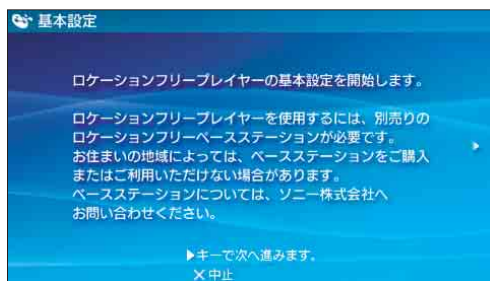 基本設定
ロケーションフリープレイヤーの基本設定を開始します。
ロケーションフリープレイヤーを使用するには、別売りの
ロケーションフリーベースステーションが必要です。
お住まいの地域によっては、ベースステーションをご購入
またはご利用いただけない場合があります。
ベースステーションについては、ソニー株式会社へ
お問い合わせください。
▶キーで次へ進みます。
✕中止